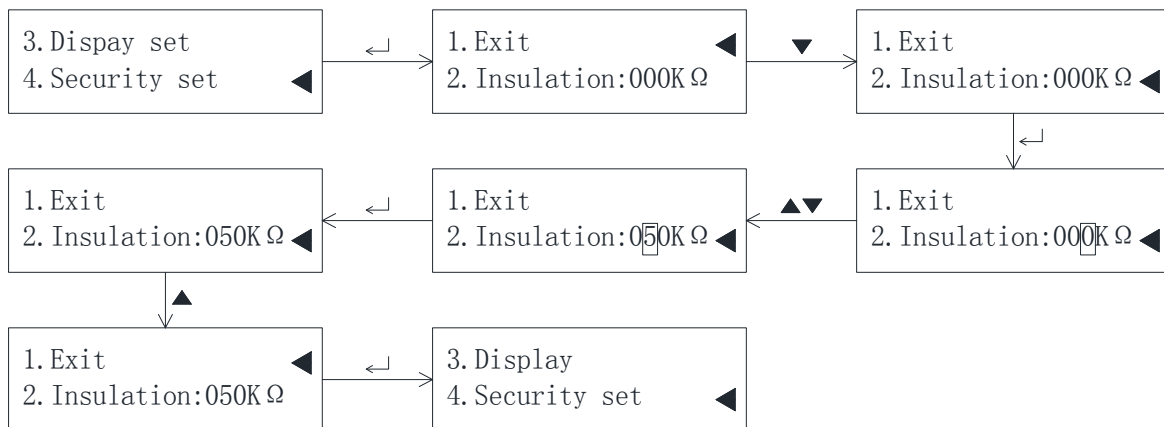 3.Dispay set
4.Security set
1.Exit
2.Insulation:000KΩ
1.Exit
2.Insulation:000KΩ
1.Exit
2.Insulation:050KΩ
1.Exit
2.Insulation:050KΩ
1.Exit
2.Insulation:000KΩ
1.Exit
2.Insulation:050KΩ
3.Display
4.Security set